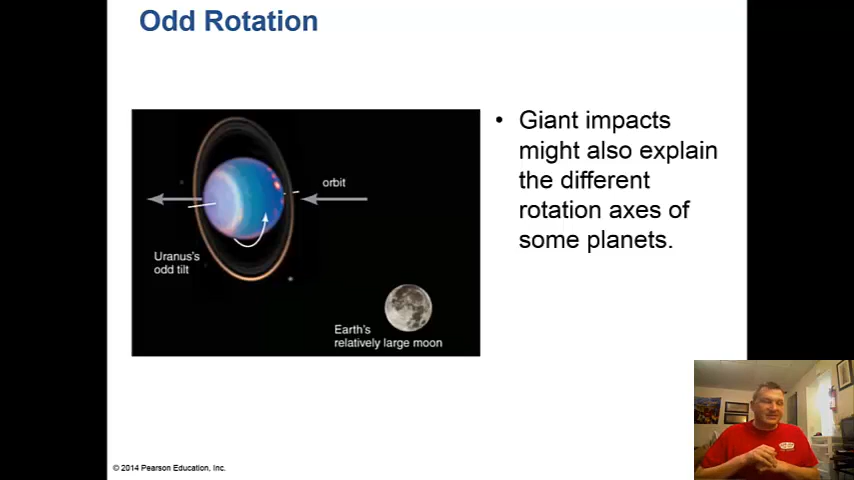 Odd Rotation
• Giant impacts
might also explain
the different
rotation axes of
some planets.
orbit
Uranus's
odd tilt
Earth's
relatively large moon
© 2014 Pearson Education, Inc.